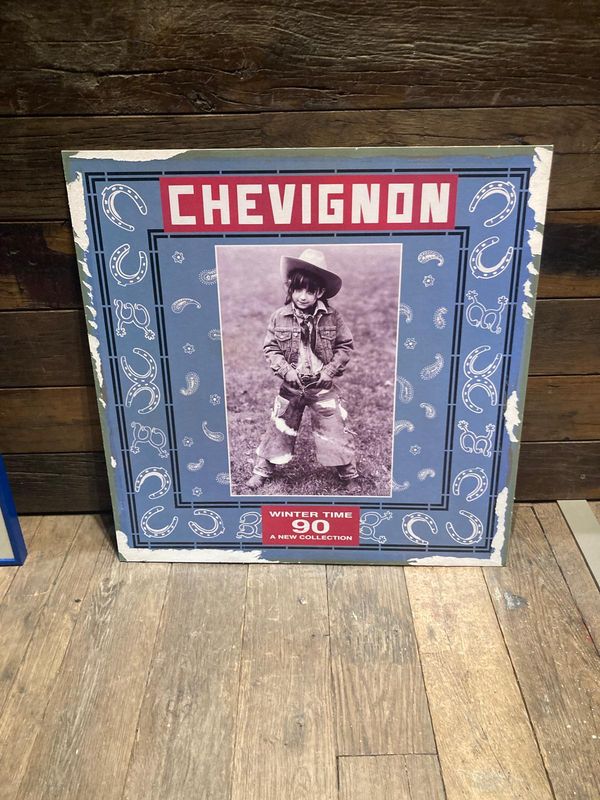 CHEVIGNON
WINTER TIME
90
A NEW COLLECTION